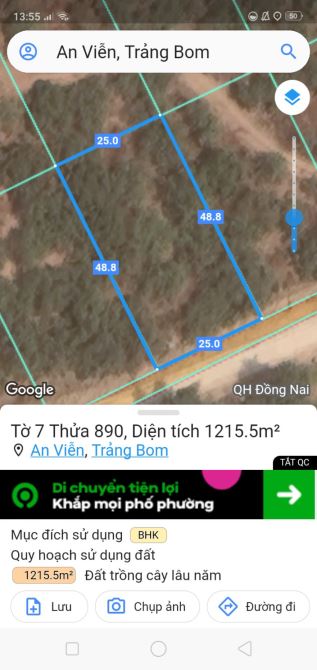 13:55
50
An Viễn, Trảng Bom
25.0
48.8
48.8
25.0
Google
QH Đồng Nai
Tờ 7 Thửa 890, Diện tích 1215.5m²
An Viễn, Trảng Bom
TẮT QC
Di chuyển tiện lợi
Khắp mọi phố phường
Mục đích sử dụng BHK
Quy hoạch sử dụng đất
1215.5m² Đất trồng cây lâu năm
Lưu
Chụp ảnh
Đường đi